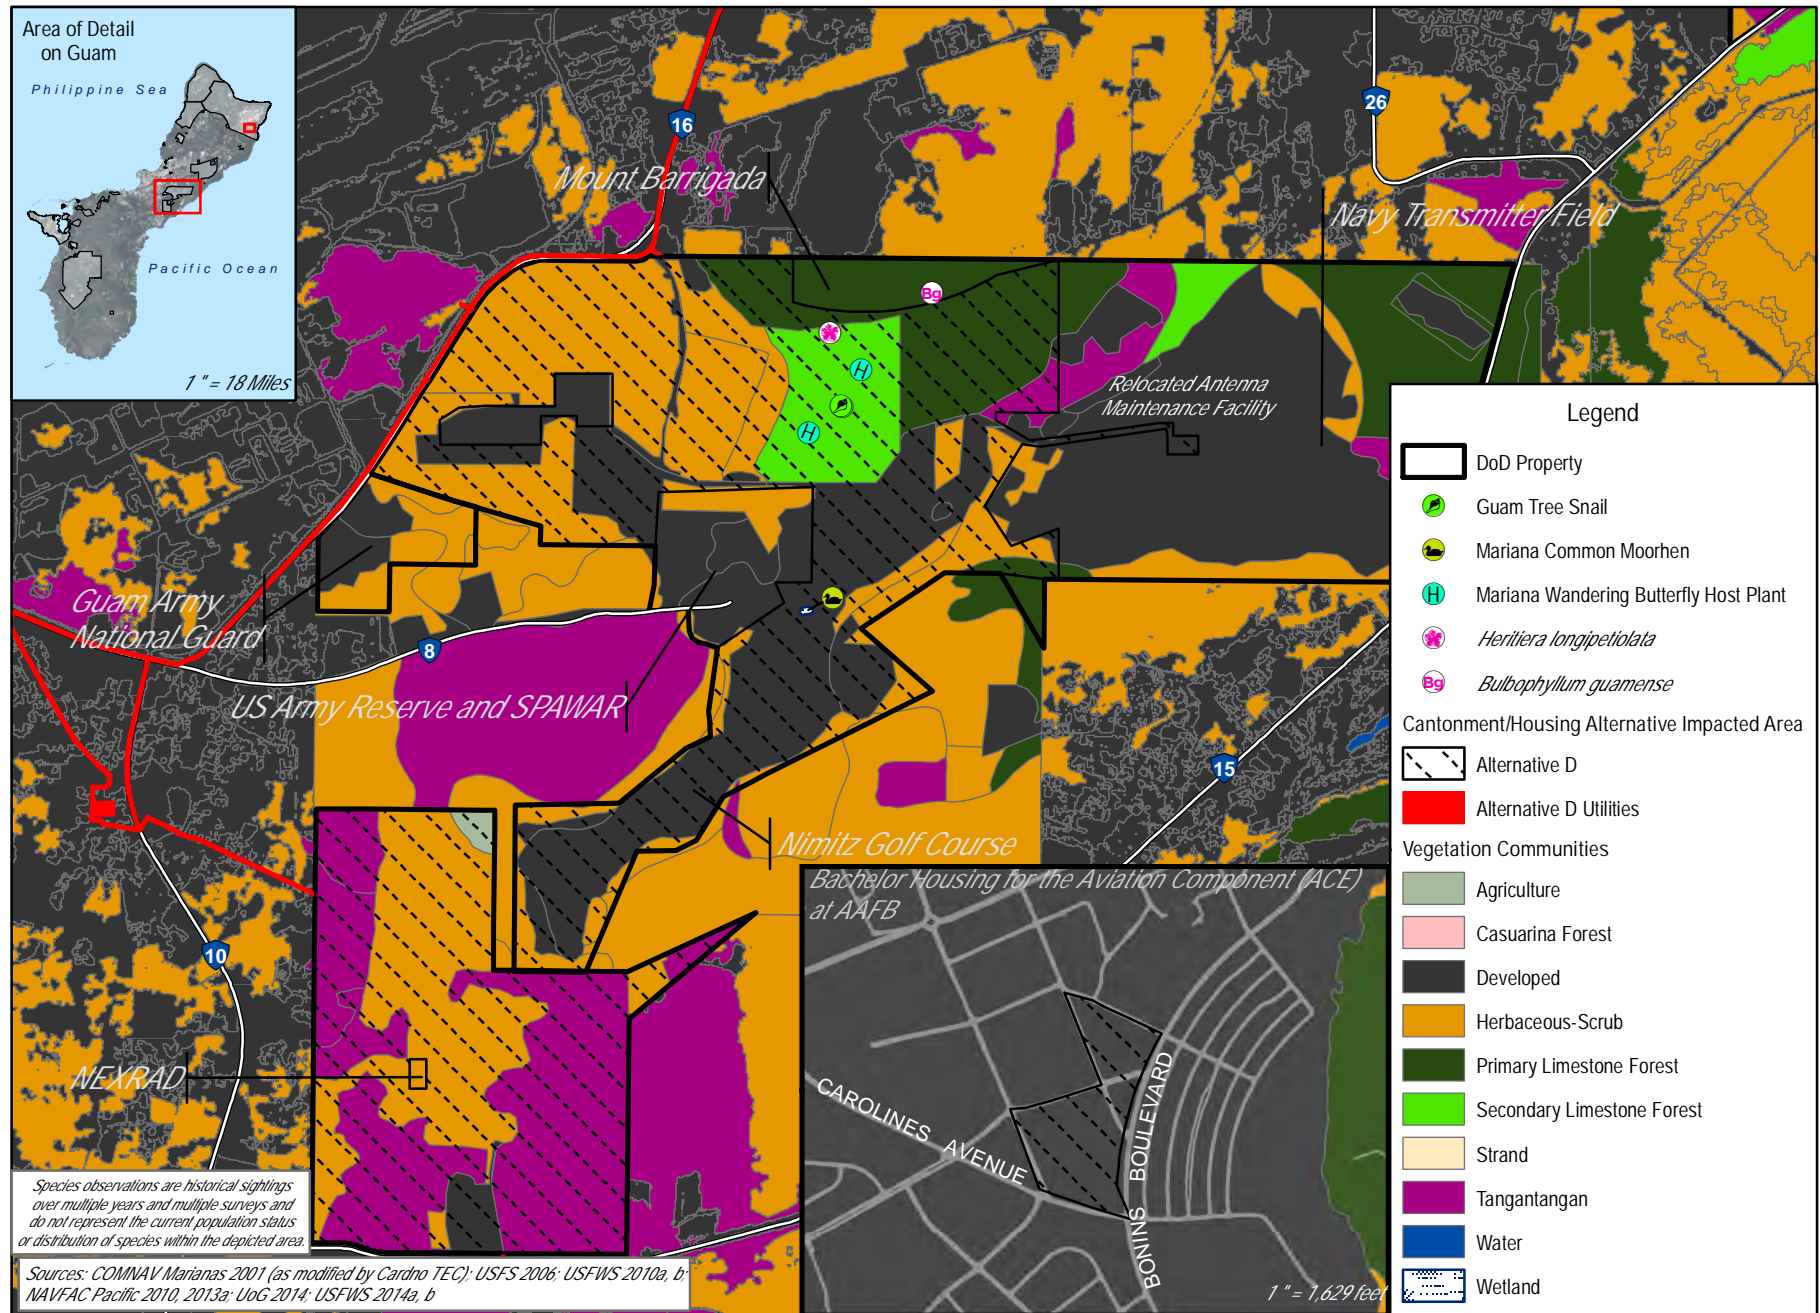 Area of Detail
on Guam
Philippine Sea
Pacific Ocean
1 " = 18 Miles
16
26
Mount Barrigada
Navy Transmitter Field
Bg
H
H
Relocated Antenna
Maintenance Facility
Guam Army
National Guard
8
US Army Reserve and SPAWAR
15
Nimitz Golf Course
10
NEXRAD
Bachelor Housing for the Aviation Component (ACE)
at AAFB
CAROLINES AVENUE
BONINS BOULEVARD
1 " = 1,629 feet
Species observations are historical sightings
over multiple years and multiple surveys and
do not represent the current population status
or distribution of species within the depicted area.
Sources: COMNAV Marianas 2001 (as modified by Cardno TEC); USFS 2006; USFWS 2010a, b;
NAVFAC Pacific 2010, 2013a; UoG 2014; USFWS 2014a, b
Legend
DoD Property
Guam Tree Snail
Mariana Common Moorhen
H Mariana Wandering Butterfly Host Plant
Heritiera longipetiolata
Bg Bulbophyllum guamense
Cantonment/Housing Alternative Impacted Area
Alternative D
Alternative D Utilities
Vegetation Communities
Agriculture
Casuarina Forest
Developed
Herbaceous-Scrub
Primary Limestone Forest
Secondary Limestone Forest
Strand
Tangantangan
Water
Wetland